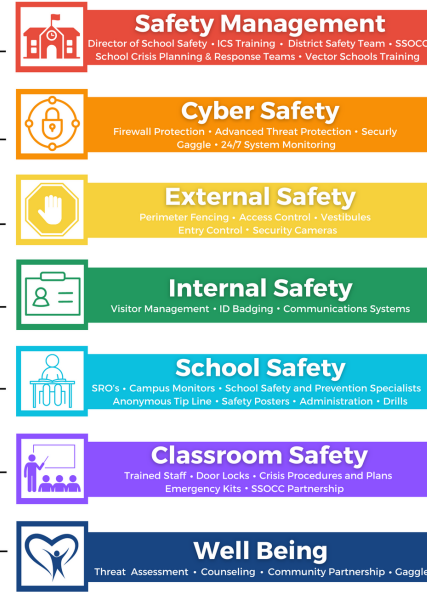 Safety Management
Director of School Safety • ICS Training • District Safety Team • SSOCC
School Crisis Planning & Response Teams • Vector Schools Training
Cyber Safety
Firewall Protection • Advanced Threat Protection • Securly
Gaggle • 24/7 System Monitoring
External Safety
Perimeter Fencing • Access Control • Vestibules
Entry Control • Security Cameras
Internal Safety
Visitor Management • ID Badging • Communications Systems
School Safety
SRO's • Campus Monitors • School Safety and Prevention Specialists
Anonymous Tip Line • Safety Posters • Administration • Drills
Classroom Safety
Trained Staff • Door Locks • Crisis Procedures and Plans
Emergency Kits • SSOCC Partnership
Well Being
Threat Assessment • Counseling • Community Partnership • Gaggle